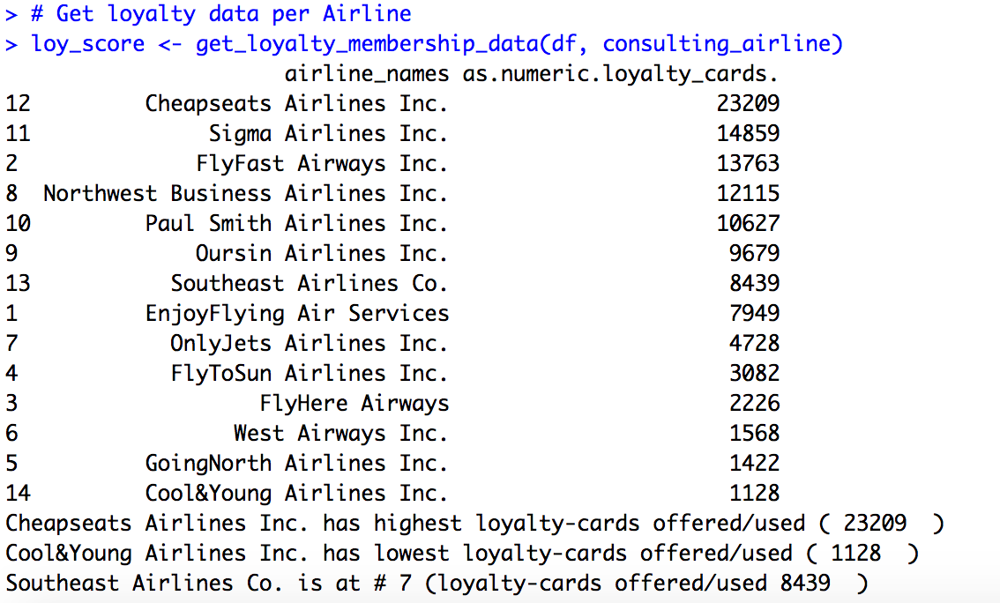 > # Get loyalty data per Airline
> loy_score <- get_loyalty_membership_data(df, consulting_airline)
airline_names as.numeric.loyalty_cards.
12 Cheapseats Airlines Inc. 23209
11 Sigma Airlines Inc. 14859
2 FlyFast Airways Inc. 13763
8 Northwest Business Airlines Inc. 12115
10 Paul Smith Airlines Inc. 10627
9 Oursin Airlines Inc. 9679
13 Southeast Airlines Co. 8439
1 EnjoyFlying Air Services 7949
7 OnlyJets Airlines Inc. 4728
4 FlyToSun Airlines Inc. 3082
3 FlyHere Airways 2226
6 West Airways Inc. 1568
5 GoingNorth Airlines Inc. 1422
14 Cool&Young Airlines Inc. 1128
Cheapseats Airlines Inc. has highest loyalty-cards offered/used ( 23209  )
Cool&Young Airlines Inc. has lowest loyalty-cards offered/used ( 1128  )
Southeast Airlines Co. is at # 7 (loyalty-cards offered/used 8439  )